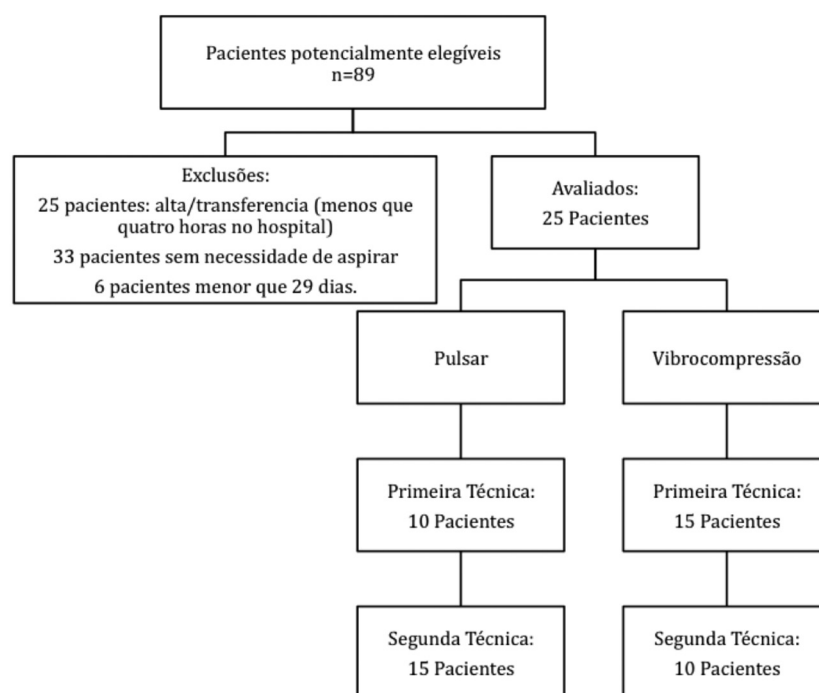 Pacientes potencialmente elegíveis
n=89
Exclusões:
25 pacientes: alta/transferencia (menos que
quatro horas no hospital)
33 pacientes sem necessidade de aspirar
6 pacientes menor que 29 dias.
Avaliados:
25 Pacientes
Pulsar
Vibrocompressão
Primeira Técnica:
10 Pacientes
Primeira Técnica:
15 Pacientes
Segunda Técnica:
15 Pacientes
Segunda Técnica:
10 Pacientes